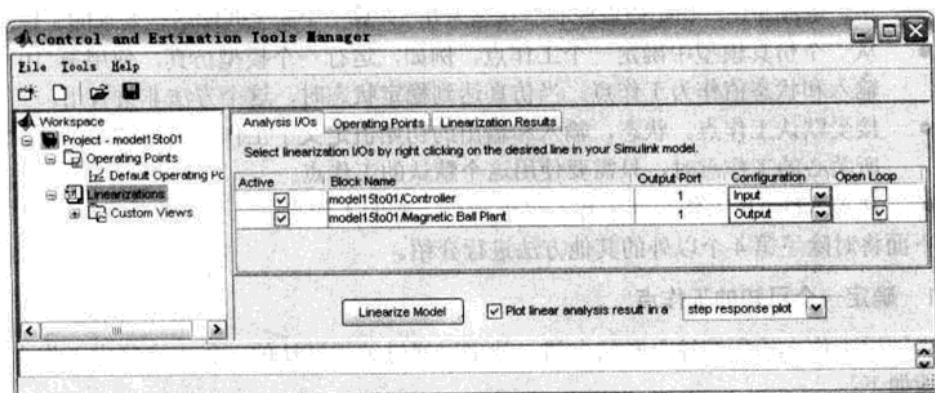 Control and Estimation Tools Manager
File Tools Help
Workspace
Project - model15to01
Operating Points
Default Operating Po
Linearizations
Custom Views
Analysis I/Os Operating Points Linearization Results
Select linearization I/Os by right clicking on the desired line in your Simulink model.
Active Block Name Output Port Configuration Open Loop
model15to01/Controller 1 Input
model15to01/Magnetic Ball Plant 1 Output
Linearize Model Plot linear analysis result in a step response plot